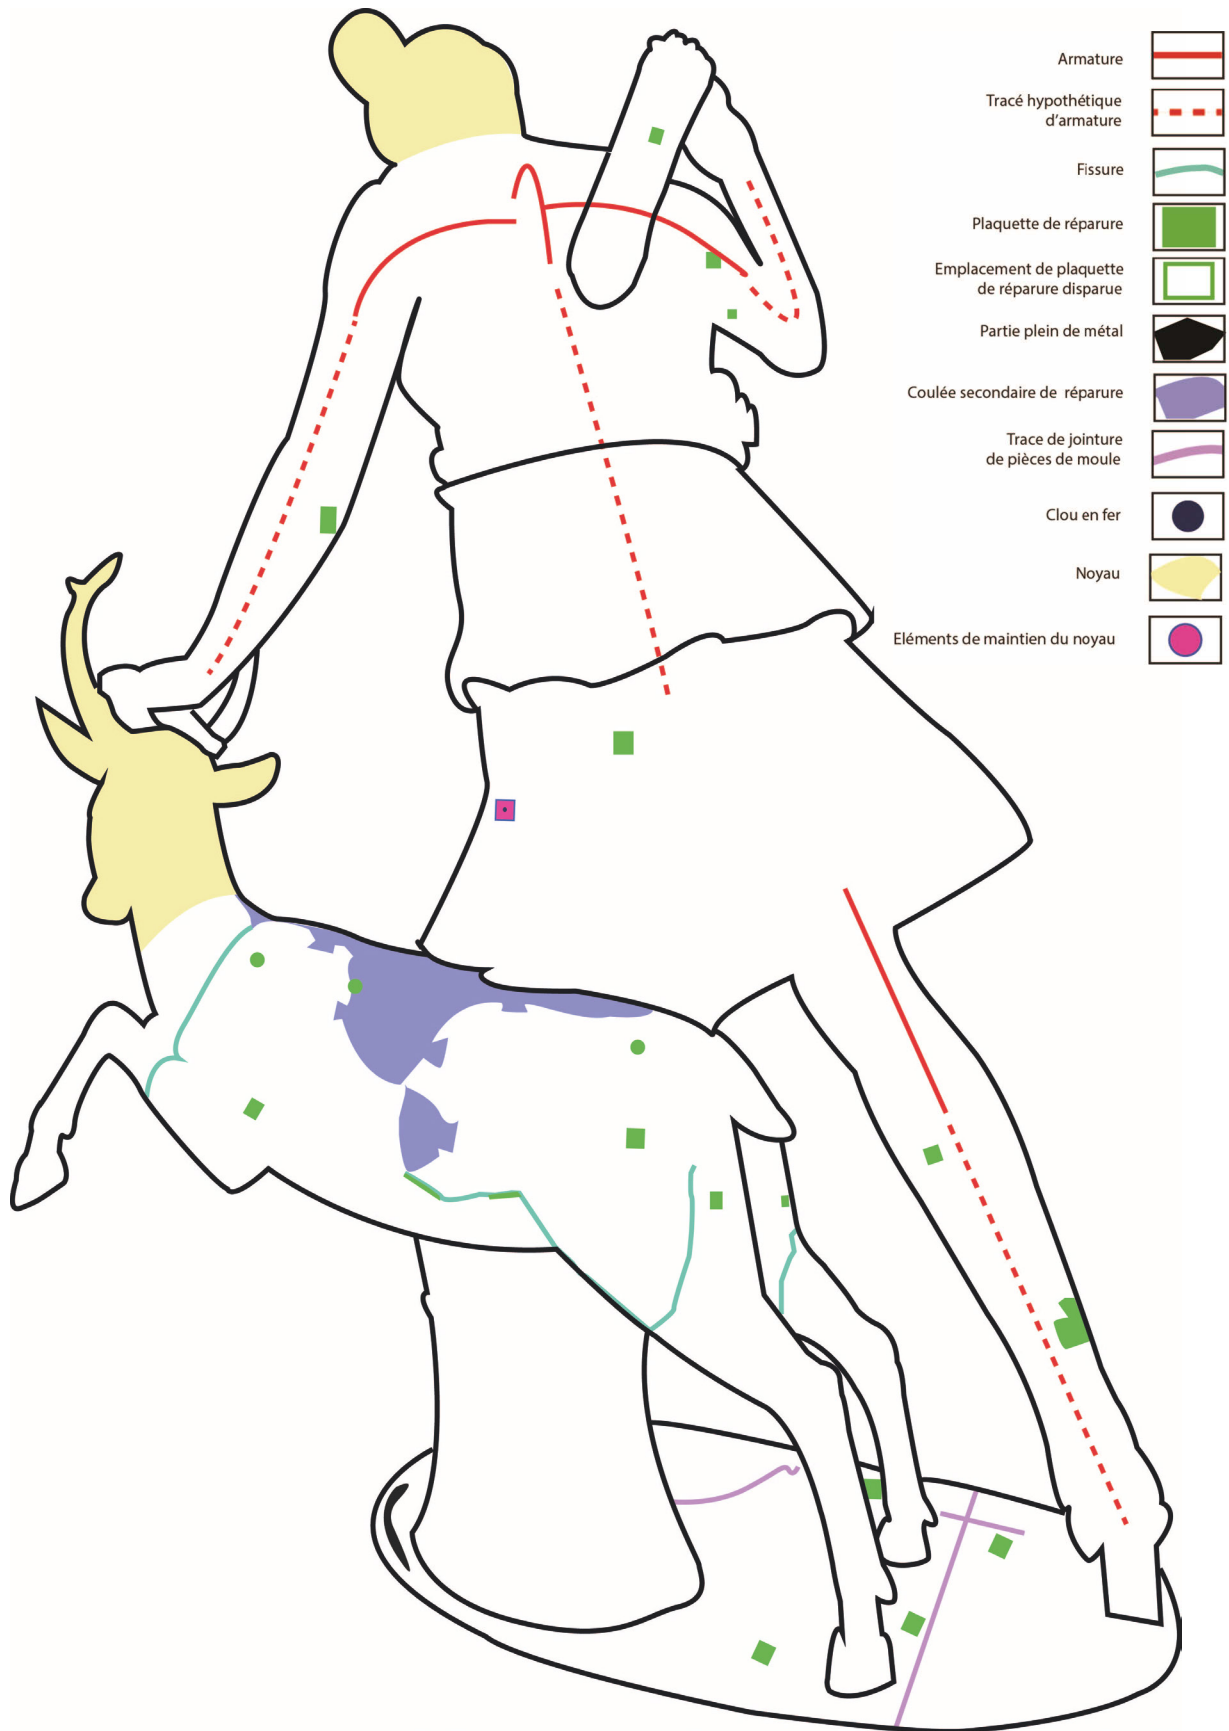 Armature
Tracé hypothétique
d'armature
Fissure
Plaquette de réparure
Emplacement de plaquette
de réparure disparue
Partie plein de métal
Coulée secondaire de réparure
Trace de jointure
de pièces de moule
Clou en fer
Noyau
Eléments de maintien du noyau